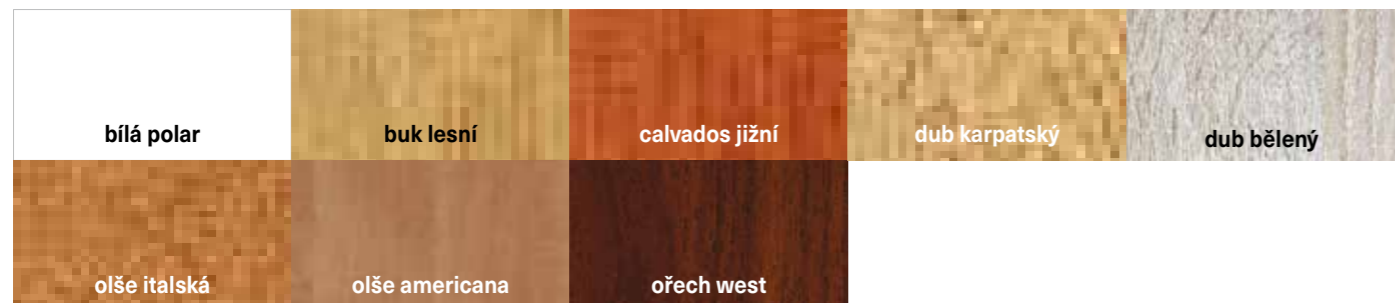 bílá polar
buk lesní
calvados jižní
dub karpatský
dub bělený
olše italská
olše americana
ořech west